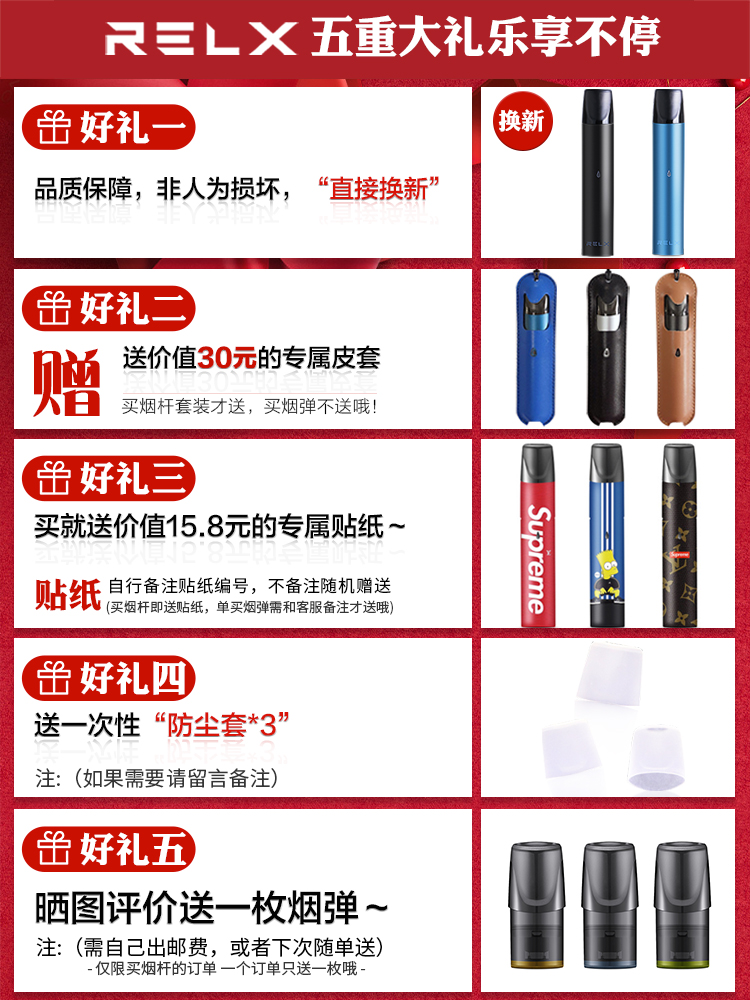 RELX 五重大礼乐享不停
好礼一
品质保障，非人为损坏，“直接换新”
换新
RELX
RELX
好礼二
赠
送价值30元的专属皮套
买烟杆套装才送，买烟弹不送哦！
好礼三
买就送价值15.8元的专属贴纸~
贴纸
自行备注贴纸编号，不备注随机赠送
(买烟杆即送贴纸，单买烟弹需和客服备注才送哦)
Supreme
Supreme
好礼四
送一次性“防尘套*3”
注:（如果需要请留言备注）
好礼五
晒图评价送一枚烟弹~
注:（需自己出邮费，或者下次随单送）
-仅限买烟杆的订单 一个订单只送一枚哦-